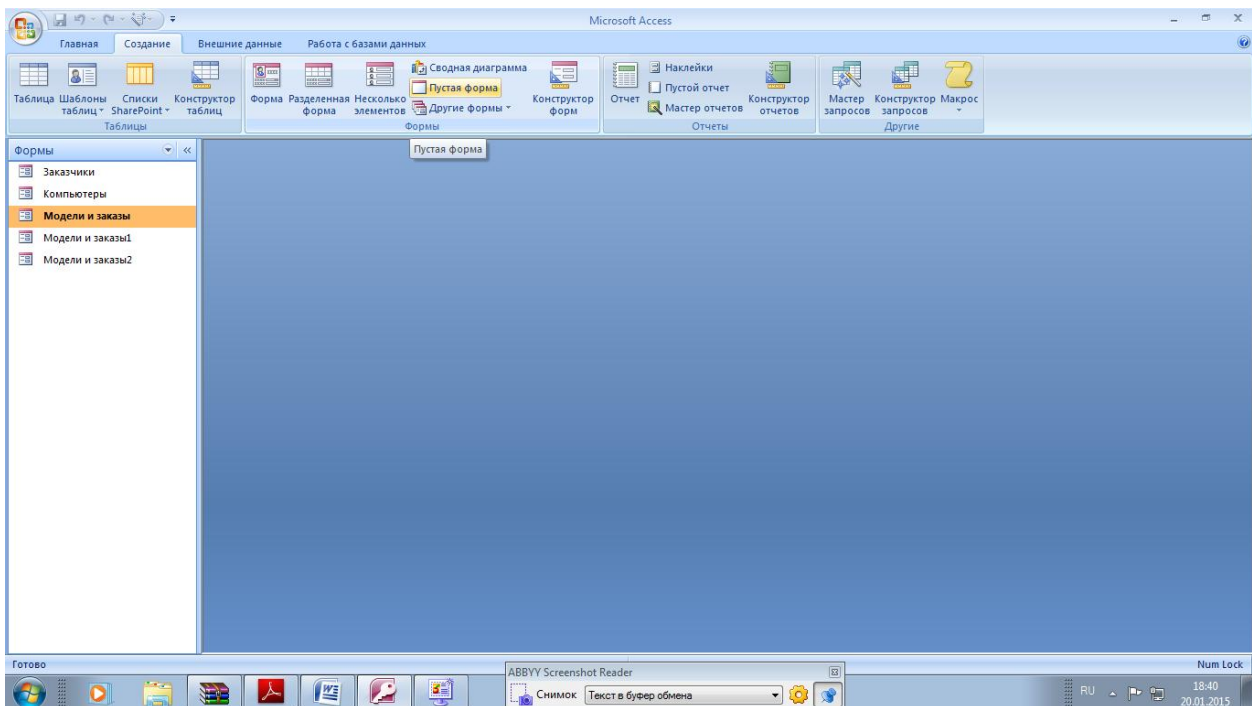 Microsoft Access
Главная Создание Внешние данные Работа с базами данных
Таблица
Шаблоны таблиц
Списки SharePoint
Конструктор таблиц
Таблицы
Форма
Разделенная форма
Несколько элементов
Сводная диаграмма
Пустая форма
Другие формы
Конструктор форм
Формы
Отчет
Наклейки
Пустой отчет
Мастер отчетов
Конструктор отчетов
Отчеты
Мастер запросов
Конструктор запросов
Макрос
Другие
Пустая форма
Формы
Заказчики
Компьютеры
Модели и заказы
Модели и заказы1
Модели и заказы2
Готово
Num Lock
ABBYY Screenshot Reader
Снимок Текст в буфер обмена
RU
18:40
20.01.2015